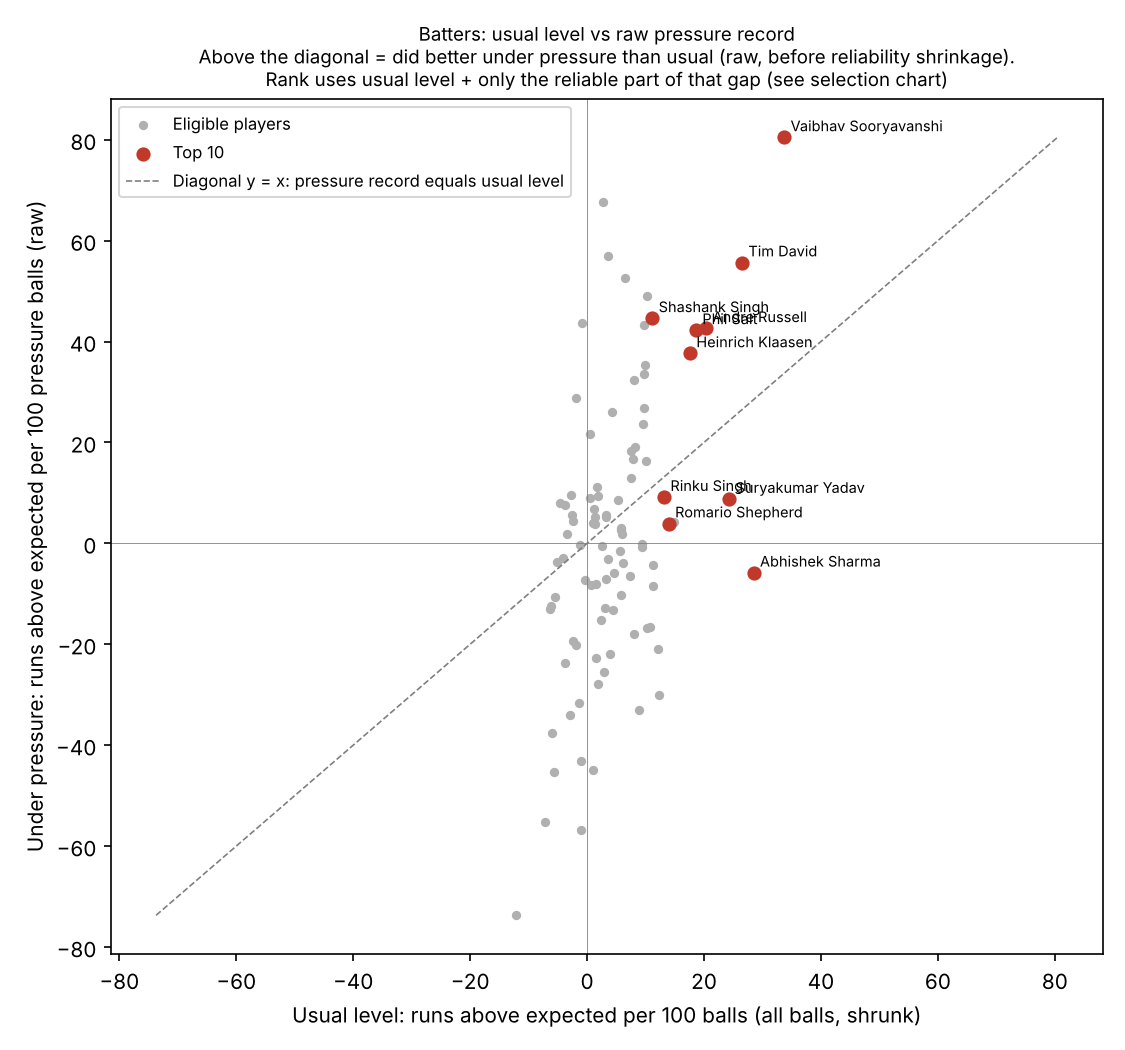 Batters: usual level vs raw pressure record
Above the diagonal = did better under pressure than usual (raw, before reliability shrinkage).
Rank uses usual level + only the reliable part of that gap (see selection chart)
Eligible players
Top 10
Diagonal y = x: pressure record equals usual level
Vaibhav Sooryavanshi
Tim David
Shashank Singh
Phil Salt
Andre Russell
Heinrich Klaasen
Rinku Singh
Suryakumar Yadav
Romario Shepherd
Abhishek Sharma
Under pressure: runs above expected per 100 pressure balls (raw)
80
60
40
20
0
−20
−40
−60
−80
−80
−60
−40
−20
0
20
40
60
80
Usual level: runs above expected per 100 balls (all balls, shrunk)